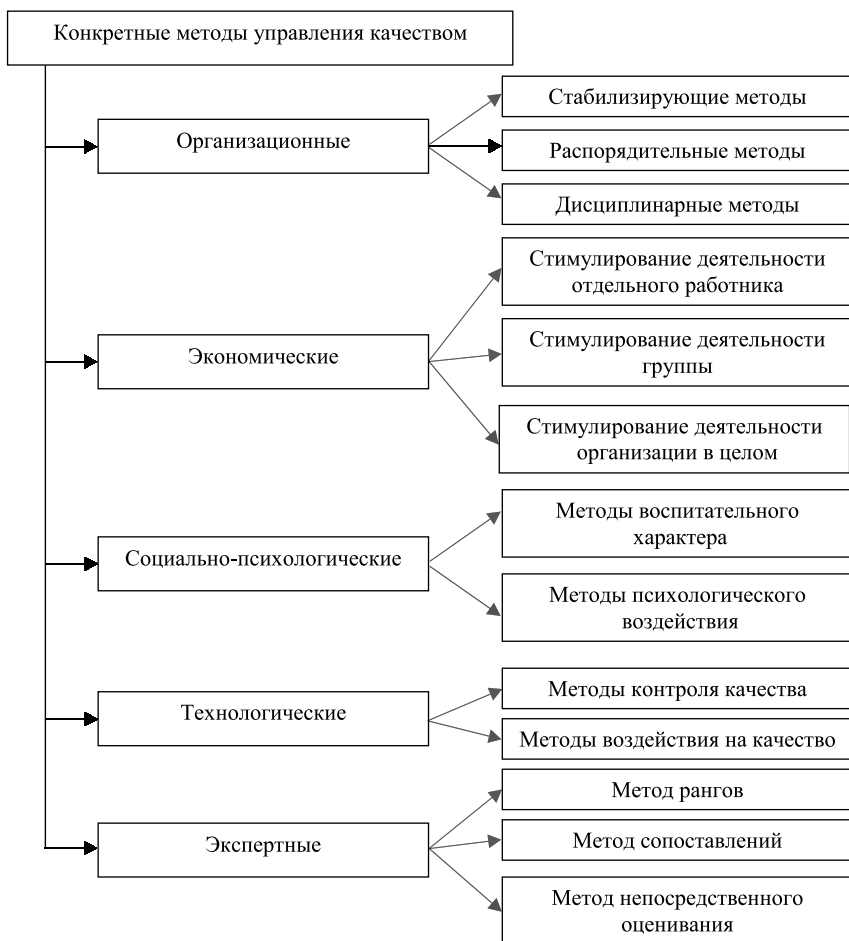 Конкретные методы управления качеством
Организационные
Стабилизирующие методы
Распорядительные методы
Дисциплинарные методы
Экономические
Стимулирование деятельности
отдельного работника
Стимулирование деятельности
группы
Стимулирование деятельности
организации в целом
Социально-психологические
Методы воспитательного
характера
Методы психологического
воздействия
Технологические
Методы контроля качества
Методы воздействия на качество
Экспертные
Метод рангов
Метод сопоставлений
Метод непосредственного
оценивания